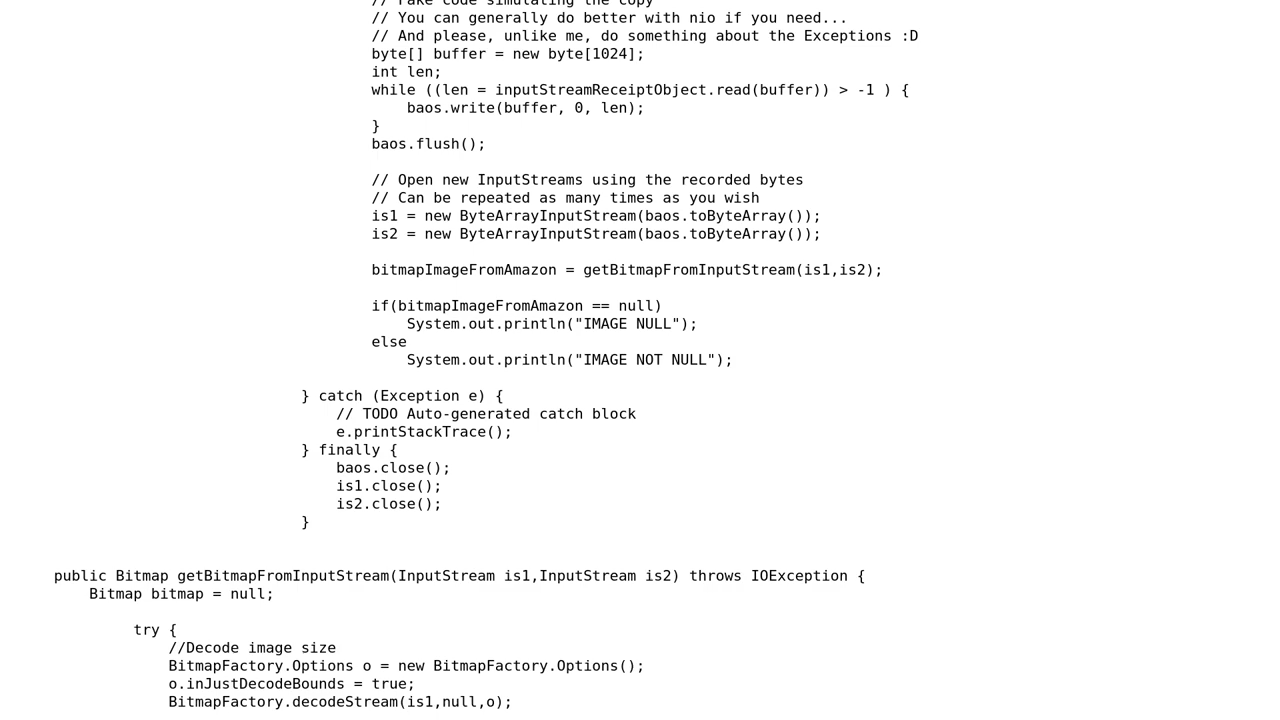 // Fake code simulating the copy
// You can generally do better with nio if you need...
// And please, unlike me, do something about the Exceptions :D
byte[] buffer = new byte[1024];
int len;
while ((len = inputStreamReceiptObject.read(buffer)) > -1 ) {
baos.write(buffer, 0, len);
}
baos.flush();
// Open new InputStreams using the recorded bytes
// Can be repeated as many times as you wish
is1 = new ByteArrayInputStream(baos.toByteArray());
is2 = new ByteArrayInputStream(baos.toByteArray());
bitmapImageFromAmazon = getBitmapFromInputStream(is1,is2);
if(bitmapImageFromAmazon == null)
System.out.println("IMAGE NULL");
else
System.out.println("IMAGE NOT NULL");
} catch (Exception e) {
// TODO Auto-generated catch block
e.printStackTrace();
} finally {
baos.close();
is1.close();
is2.close();
}
public Bitmap getBitmapFromInputStream(InputStream is1,InputStream is2) throws IOException {
Bitmap bitmap = null;
try {
//Decode image size
BitmapFactory.Options o = new BitmapFactory.Options();
o.inJustDecodeBounds = true;
BitmapFactory.decodeStream(is1,null,o);